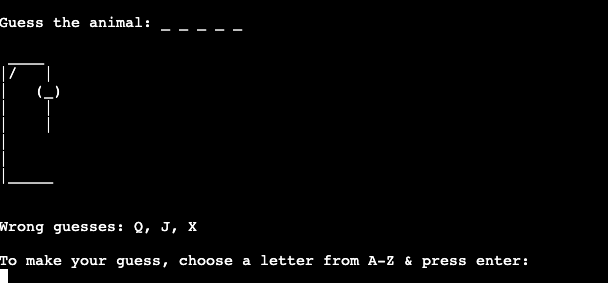 Guess the animal: _ _ _ _ _
 ____
|/   |
|   (_)
|    |
|    |
|
|
|_____
Wrong guesses: Q, J, X
To make your guess, choose a letter from A-Z & press enter: